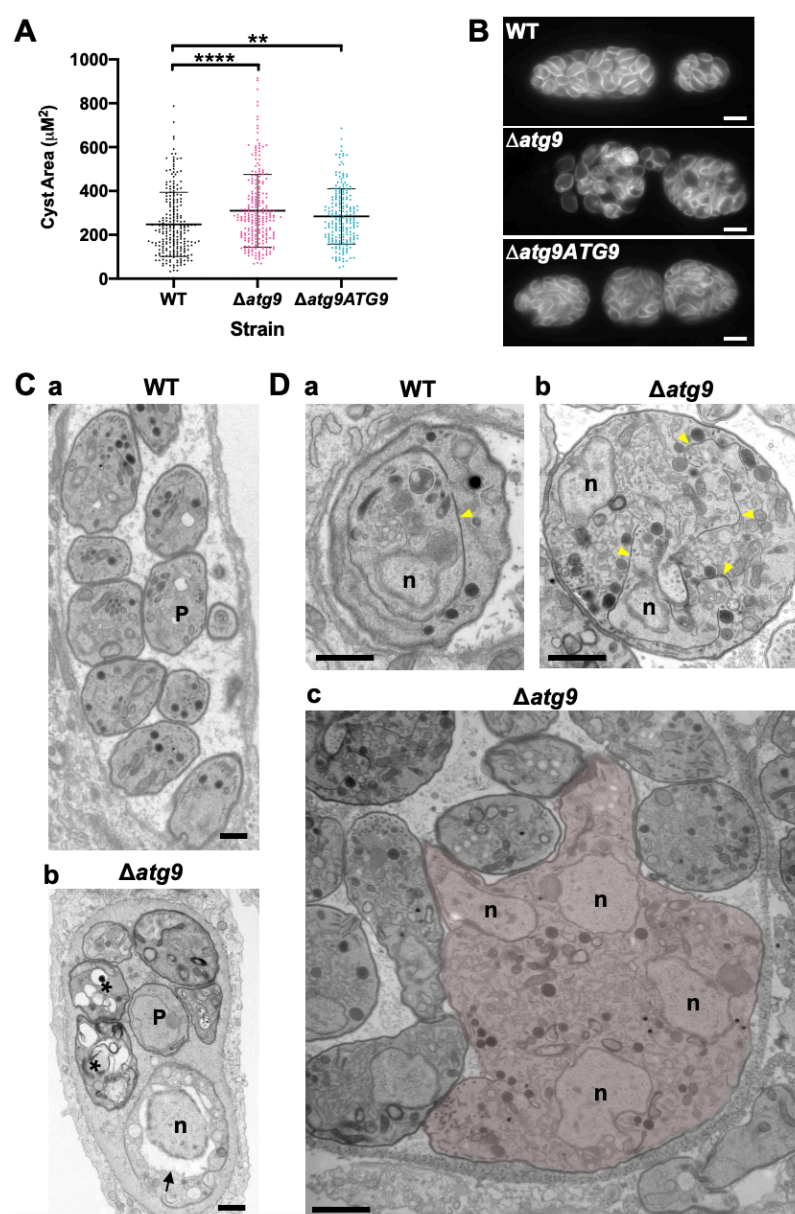 A
Cyst Area (µM²)
1000
800
600
400
200
0
**
****
WT
Δatg9
Δatg9ATG9
Strain
B
WT
Δatg9
Δatg9ATG9
C
a
WT
P
b
Δatg9
*
P
*
n
D
a
WT
n
b
Δatg9
n
n
c
Δatg9
n
n
n
n